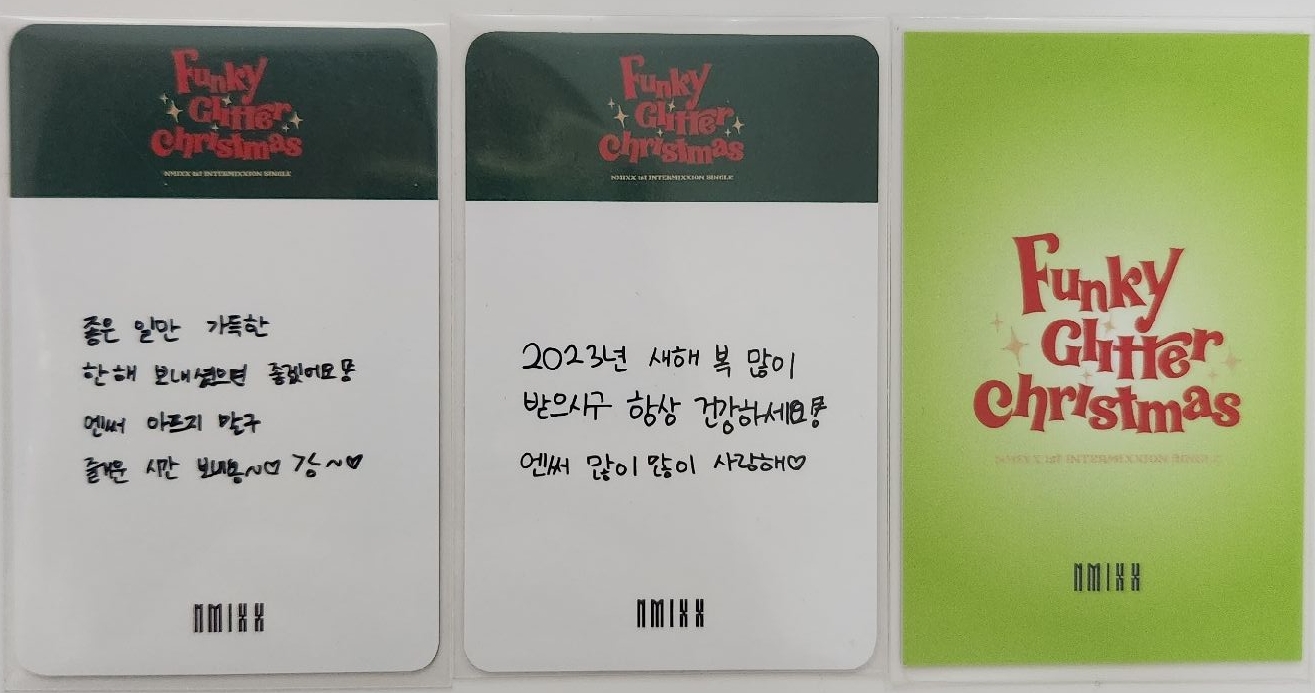 Funky
Glitter
Christmas
NMIXX 1st INTERMIXXION SINGLE
좋은 일만 가득한
한해 보내셨으면 좋겠어요
엔써 아프지 말구
즐거운 시간 보내용~♡ 강~♡
NMIXX
Funky
Glitter
Christmas
NMIXX 1st INTERMIXXION SINGLE
2023년 새해 복 많이
받으시구 항상 건강하세요
엔써 많이 많이 사랑해♡
NMIXX
Funky
Glitter
Christmas
NMIXX 1st INTERMIXXION SINGLE
NMIXX